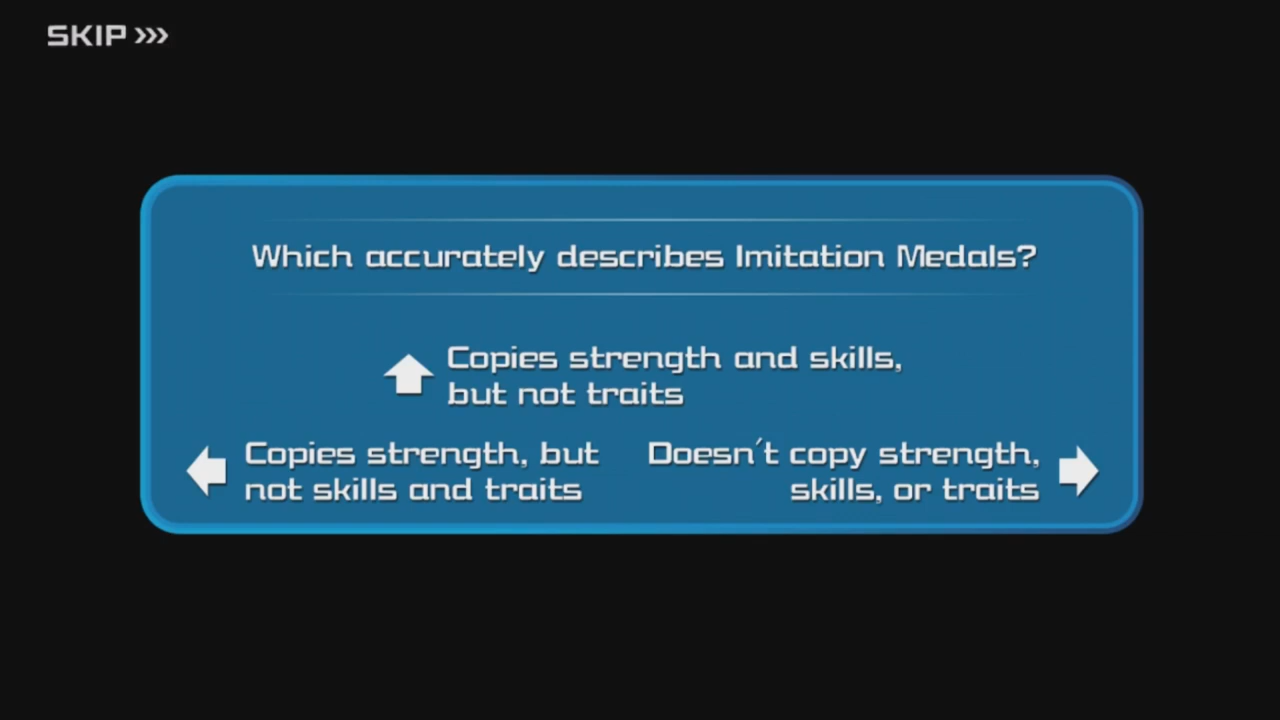 SKIP »›
Which accurately describes Imitation Medals?
Copies strength and skills,
but not traits
Copies strength, but
not skills and traits
Doesn´t copy strength,
skills, or traits